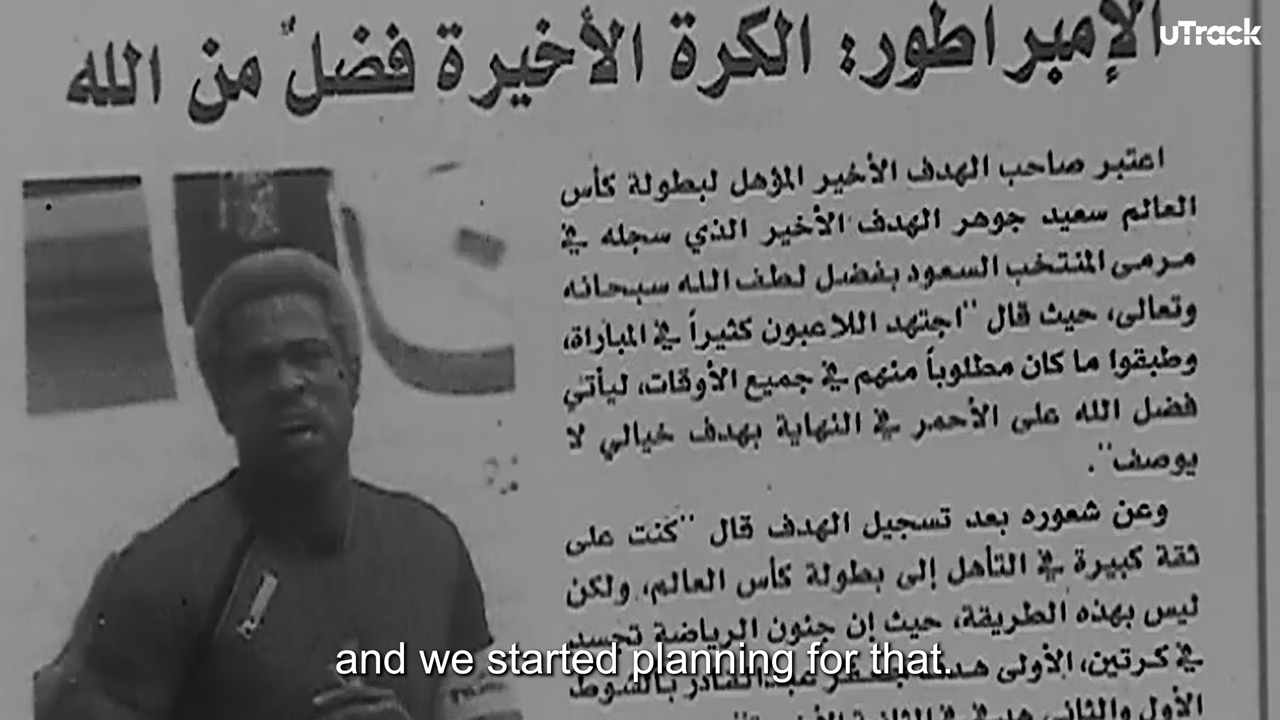 uTrack
الإمبراطور: الكرة الأخيرة فضلٌ من الله
اعتبر صاحب الهدف الأخير المؤهل لبطولة كأس
العالم سعيد جوهر الهدف الأخير الذي سجله في
مرمى المنتخب السعود بفضل لطف الله سبحانه
وتعالى، حيث قال "اجتهد اللاعبون كثيراً في المباراة،
وطبقوا ما كان مطلوباً منهم في جميع الأوقات، ليأتي
فضل الله على الأحمر في النهاية بهدف خيالي لا
يوصف".
وعن شعوره بعد تسجيل الهدف قال "كنت على
ثقة كبيرة في التأهل إلى بطولة كأس العالم، ولكن
ليس بهذه الطريقة، حيث إن جنون الرياضة تجسد
في كرتين، الأولى عبدالقادر بالشوط
الأول والثاني
and we started planning for that.